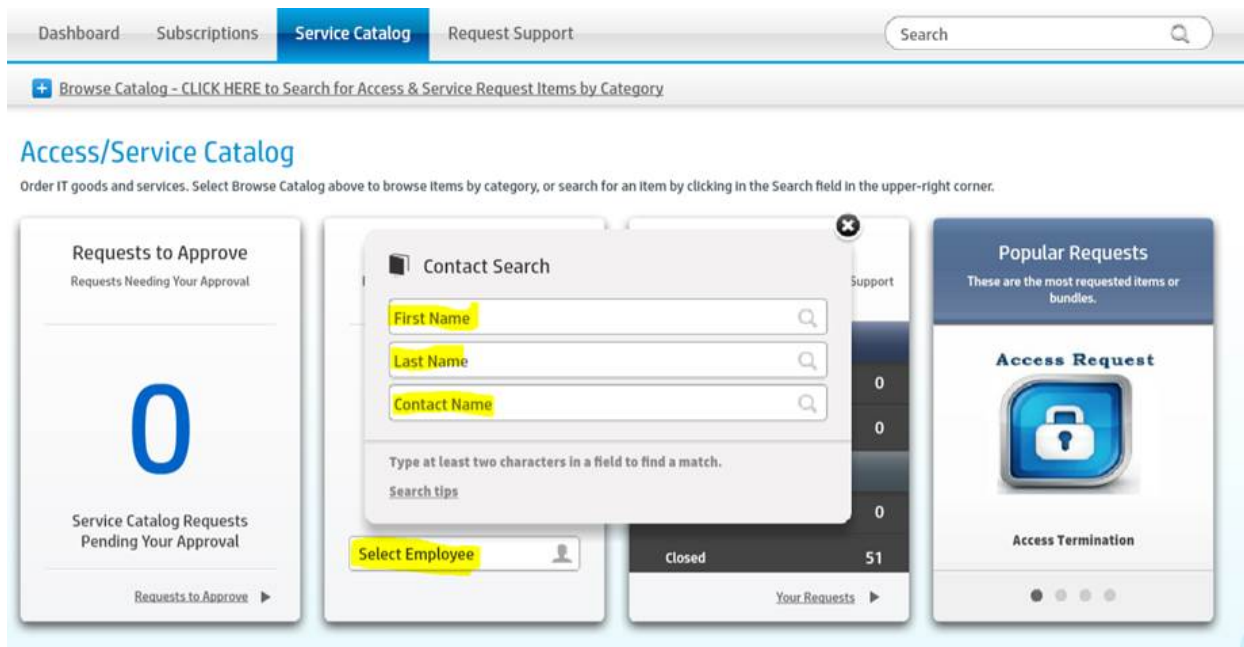 Dashboard
Subscriptions
Service Catalog
Request Support
Search
Browse Catalog - CLICK HERE to Search for Access & Service Request Items by Category
Access/Service Catalog
Order IT goods and services. Select Browse Catalog above to browse items by category, or search for an item by clicking in the Search field in the upper-right corner.
Requests to Approve
Requests Needing Your Approval
0
Service Catalog Requests
Pending Your Approval
Requests to Approve
Contact Search
First Name
Last Name
Contact Name
Type at least two characters in a field to find a match.
Search tips
Select Employee
Support
0
0
0
Closed 51
Your Requests
Popular Requests
These are the most requested items or
bundles.
Access Request
Access Termination